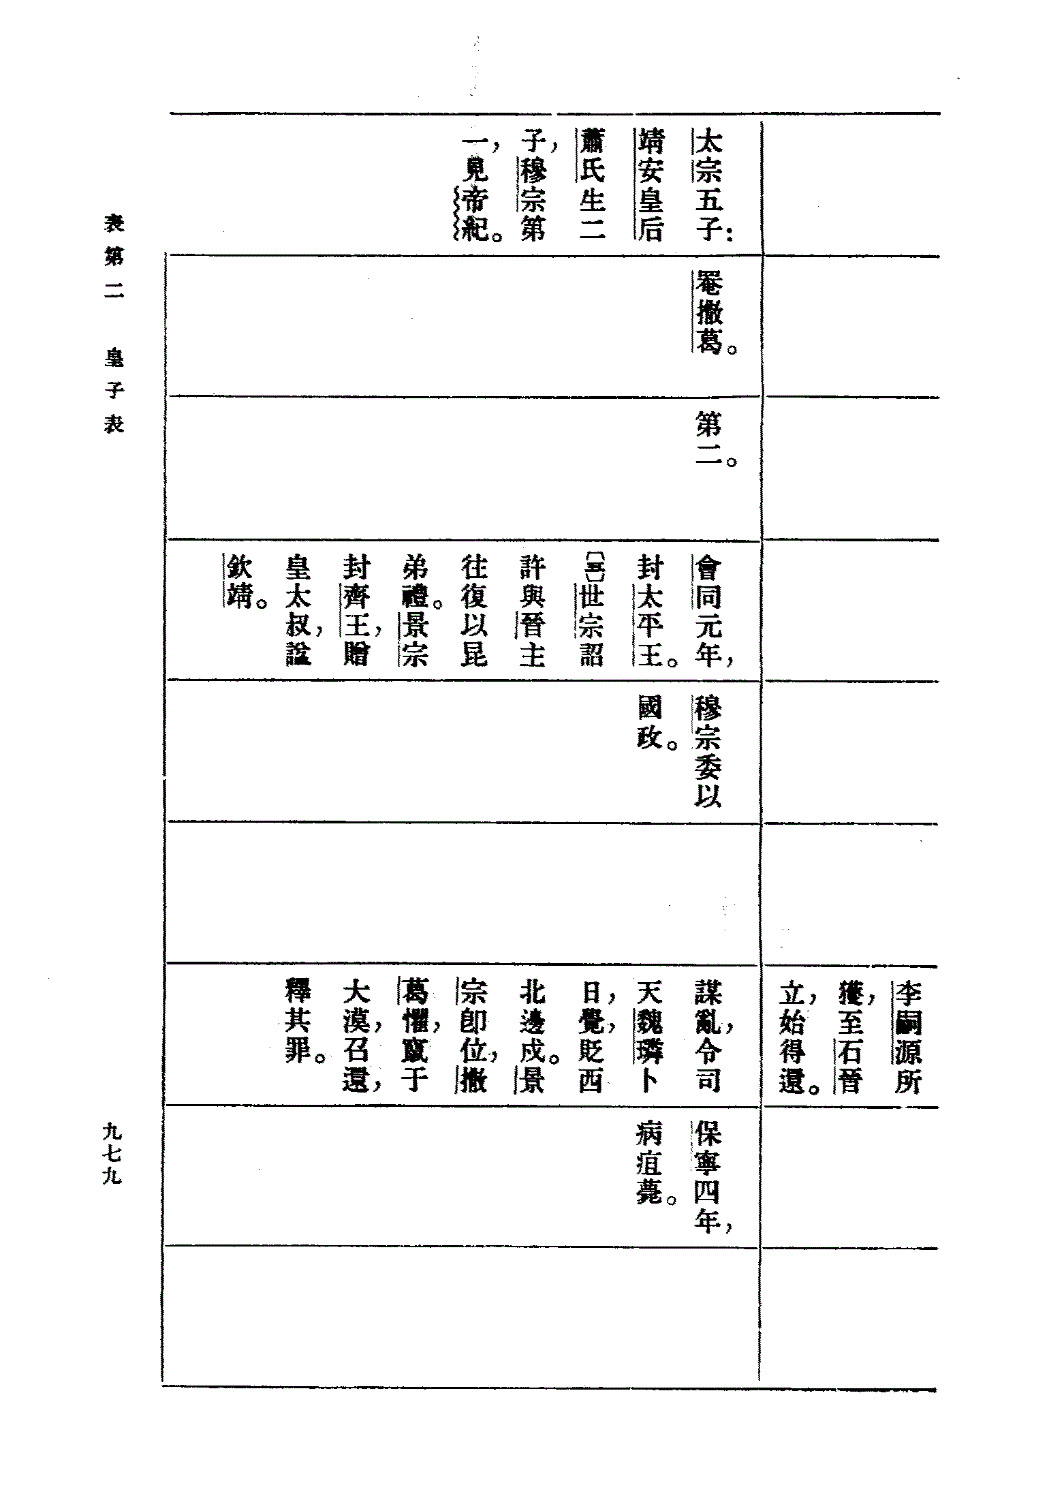 李嗣源所
獲，至石晉
立，始得還。
太宗五子：
靖安皇后
蕭氏生二
子，穆宗第
一，見帝紀。
罨撒葛。
第二。
會同元年，
封太平王。
世宗詔
許與晉主
往復以昆
弟禮。景宗
封齊王，贈
皇太叔，諡
欽靖。
穆宗委以
國政。
謀亂，令司
天魏璘卜
日，覺，貶西
北邊戍。景
宗卽位，撒
葛懼，竄于
大漠，召還，
釋其罪。
保寧四年，
病疽薨。
表第二　皇子表
九七九